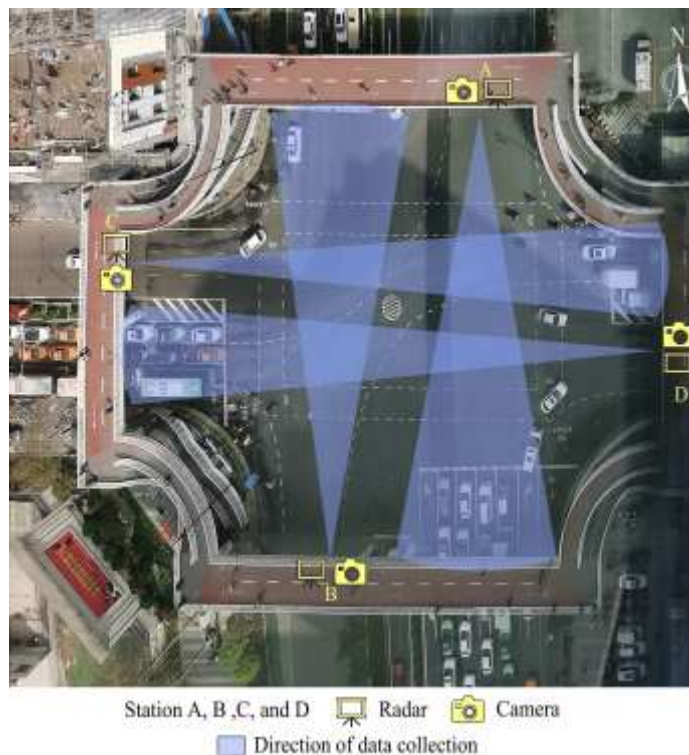 N
A
C
D
B
Station A, B ,C, and D Radar Camera
Direction of data collection